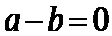 a − b = 0